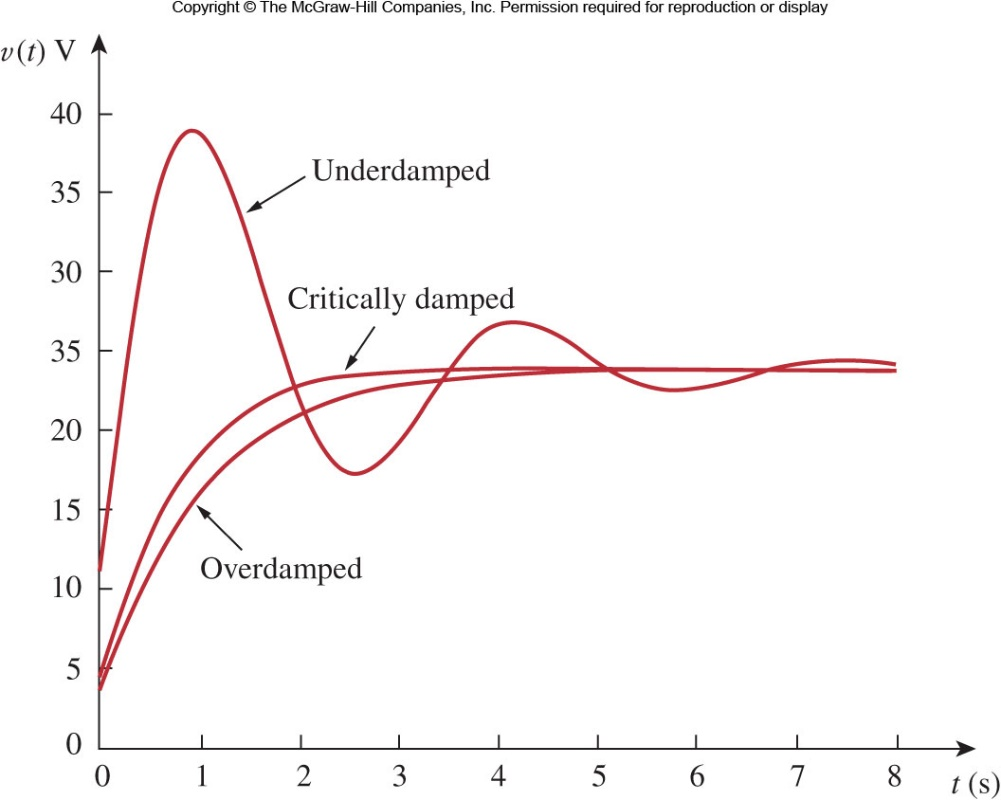 Copyright © The McGraw-Hill Companies, Inc. Permission required for reproduction or display
v(t) V
40
Underdamped
35
30
Critically damped
35
20
15
Overdamped
10
5
0
0 1 2 3 4 5 6 7 8 t (s)